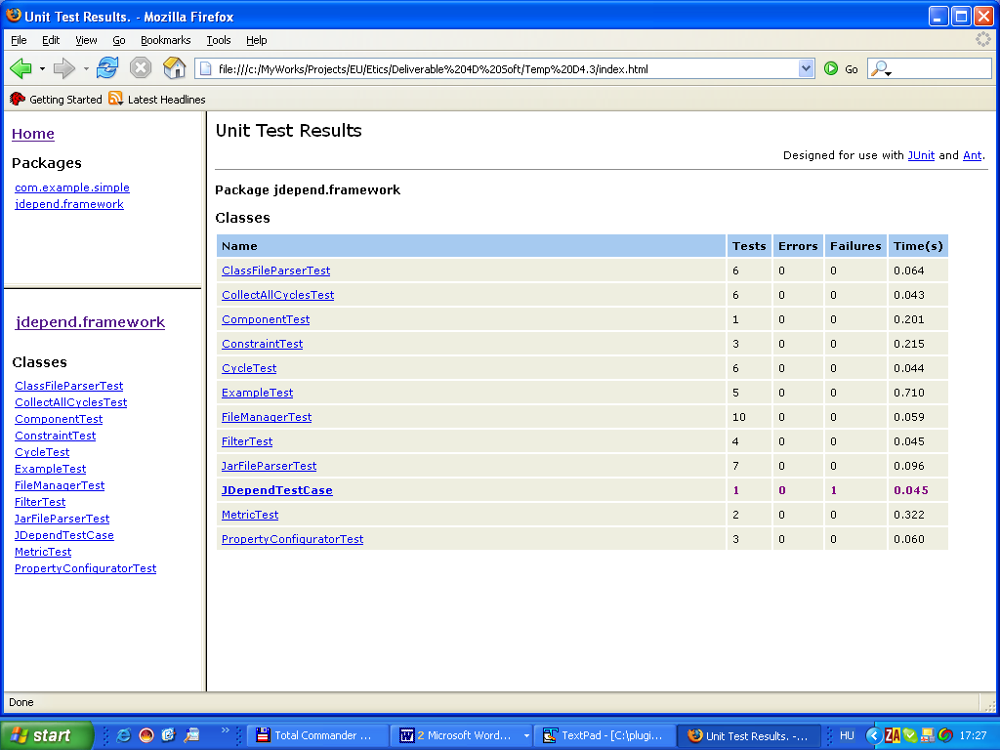 Unit Test Results. - Mozilla Firefox
File Edit View Go Bookmarks Tools Help
file:///c:/MyWorks/Projects/EU/Etics/Deliverable%204D%20Soft/Temp%20D4.3/index.html Go
Getting Started Latest Headlines
Home
Packages
com.example.simple
jdepend.framework
jdepend.framework
Classes
ClassFileParserTest
CollectAllCyclesTest
ComponentTest
ConstraintTest
CycleTest
ExampleTest
FileManagerTest
FilterTest
JarFileParserTest
JDependTestCase
MetricTest
PropertyConfiguratorTest
Unit Test Results
Designed for use with JUnit and Ant.
Package jdepend.framework
Classes
Name Tests Errors Failures Time(s)
ClassFileParserTest 6 0 0 0.064
CollectAllCyclesTest 6 0 0 0.043
ComponentTest 1 0 0 0.201
ConstraintTest 3 0 0 0.215
CycleTest 6 0 0 0.044
ExampleTest 5 0 0 0.710
FileManagerTest 10 0 0 0.059
FilterTest 4 0 0 0.045
JarFileParserTest 7 0 0 0.096
JDependTestCase 1 0 1 0.045
MetricTest 2 0 0 0.322
PropertyConfiguratorTest 3 0 0 0.060
Done
start Total Commander ... 2 Microsoft Word... TextPad - [C:\plugi... Unit Test Results. -... HU ZA 17:27